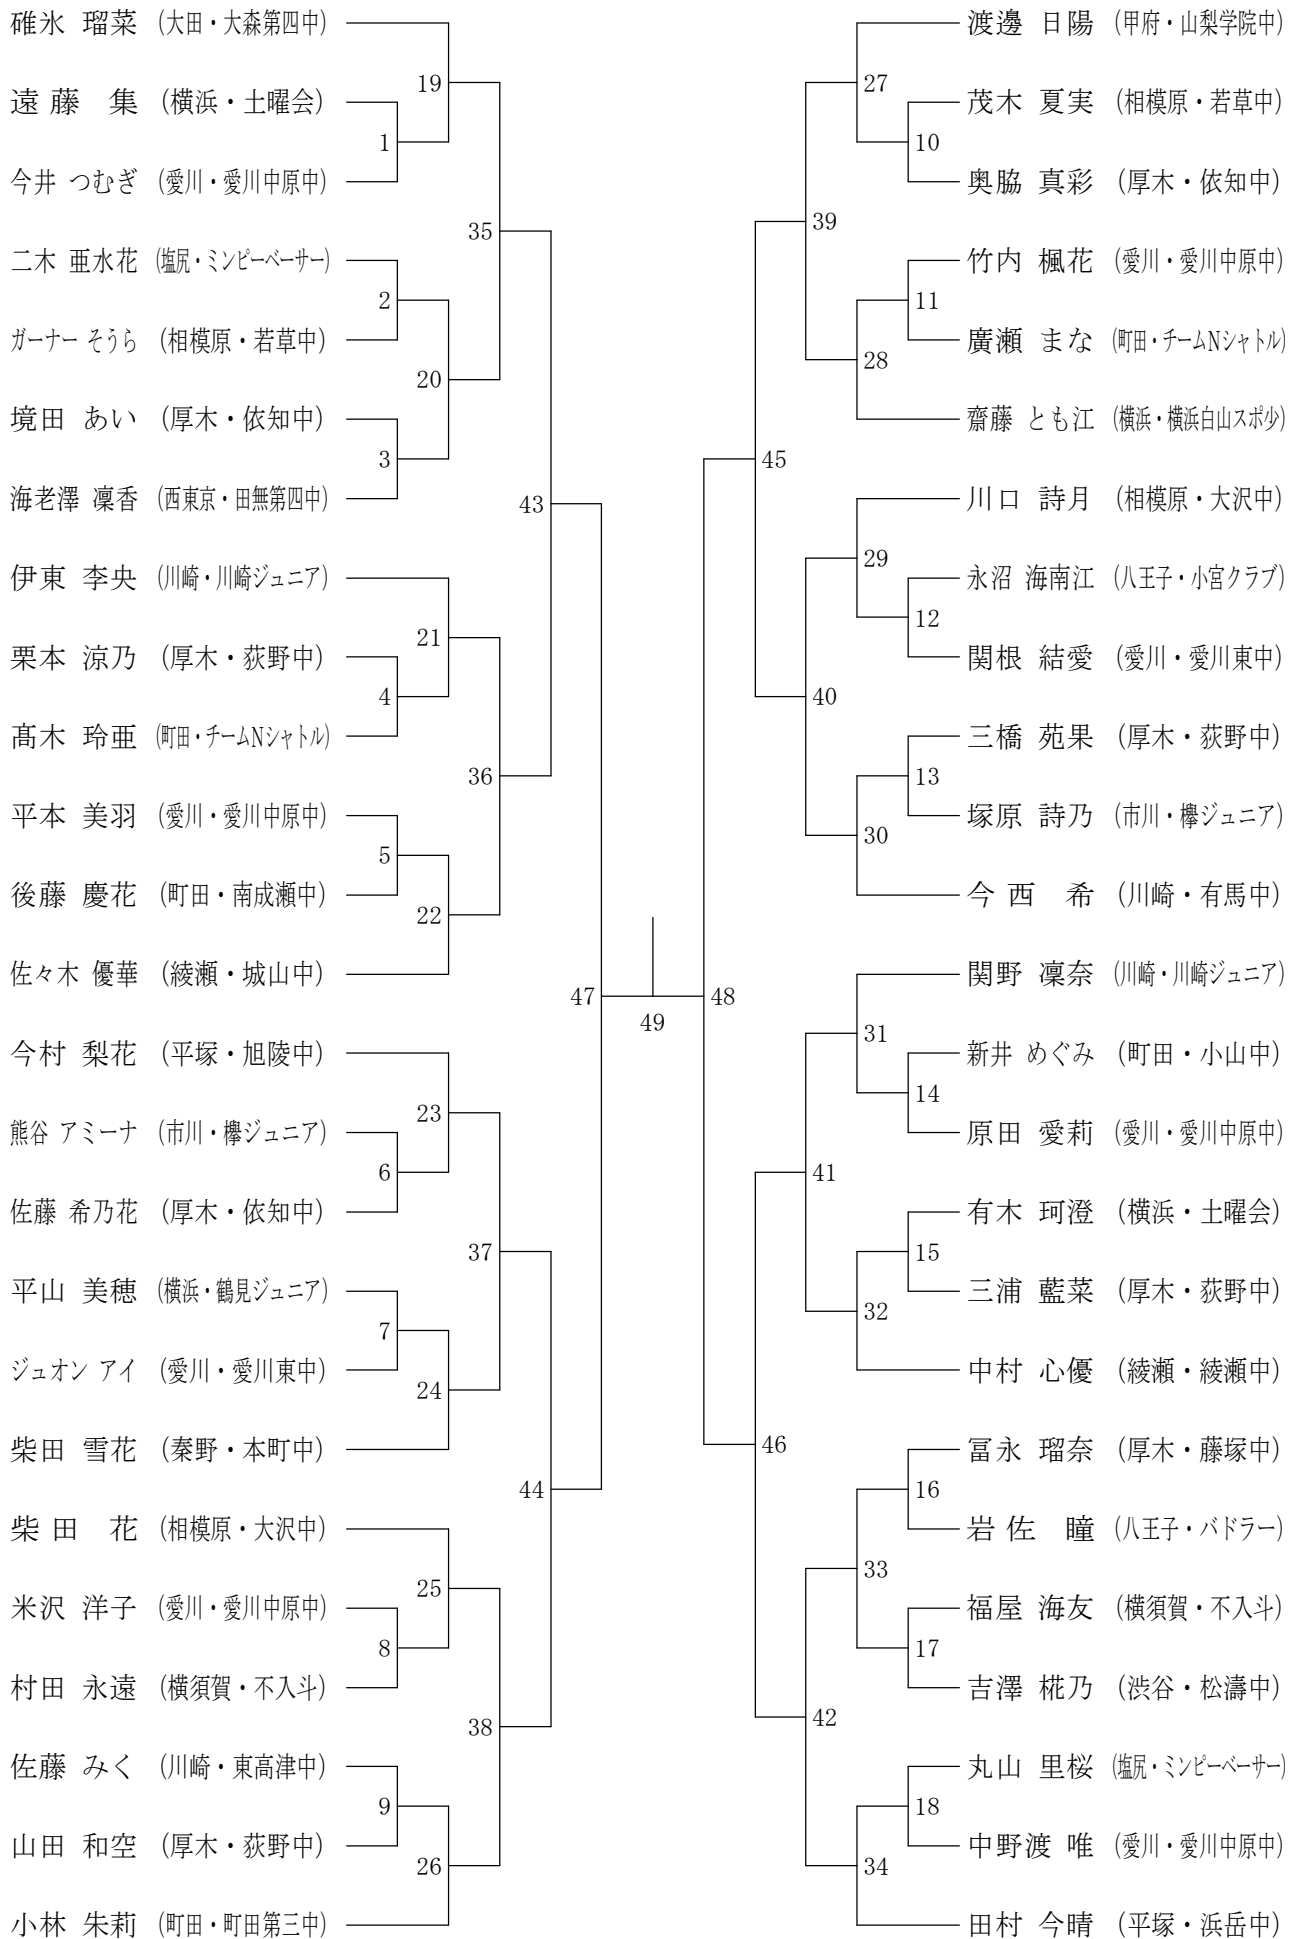 碓氷 瑠菜 (大田・大森第四中)
遠藤 集 (横浜・土曜会)
今井 つむぎ (愛川・愛川中原中)
二木 亜水花 (塩尻・ミンピーベーサー)
ガーナー そうら (相模原・若草中)
境田 あい (厚木・依知中)
海老澤 凜香 (西東京・田無第四中)
伊東 李央 (川崎・川崎ジュニア)
栗本 涼乃 (厚木・荻野中)
髙木 玲亜 (町田・チームNシャトル)
平本 美羽 (愛川・愛川中原中)
後藤 慶花 (町田・南成瀬中)
佐々木 優華 (綾瀬・城山中)
今村 梨花 (平塚・旭陵中)
熊谷 アミーナ (市川・欅ジュニア)
佐藤 希乃花 (厚木・依知中)
平山 美穂 (横浜・鶴見ジュニア)
ジュオン アイ (愛川・愛川東中)
柴田 雪花 (秦野・本町中)
柴田 花 (相模原・大沢中)
米沢 洋子 (愛川・愛川中原中)
村田 永遠 (横須賀・不入斗)
佐藤 みく (川崎・東高津中)
山田 和空 (厚木・荻野中)
小林 朱莉 (町田・町田第三中)
1
2
3
4
5
6
7
8
9
19
20
21
22
23
24
25
26
35
36
37
38
43
44
47
49
48
45
46
39
40
41
42
27
28
29
30
31
32
33
34
10
11
12
13
14
15
16
17
18
渡邊 日陽 (甲府・山梨学院中)
茂木 夏実 (相模原・若草中)
奥脇 真彩 (厚木・依知中)
竹内 楓花 (愛川・愛川中原中)
廣瀬 まな (町田・チームNシャトル)
齋藤 とも江 (横浜・横浜白山スポ少)
川口 詩月 (相模原・大沢中)
永沼 海南江 (八王子・小宮クラブ)
関根 結愛 (愛川・愛川東中)
三橋 苑果 (厚木・荻野中)
塚原 詩乃 (市川・欅ジュニア)
今西 希 (川崎・有馬中)
関野 凜奈 (川崎・川崎ジュニア)
新井 めぐみ (町田・小山中)
原田 愛莉 (愛川・愛川中原中)
有木 珂澄 (横浜・土曜会)
三浦 藍菜 (厚木・荻野中)
中村 心優 (綾瀬・綾瀬中)
冨永 瑠奈 (厚木・藤塚中)
岩佐 瞳 (八王子・バドラー)
福屋 海友 (横須賀・不入斗)
吉澤 椛乃 (渋谷・松濤中)
丸山 里桜 (塩尻・ミンピーベーサー)
中野渡 唯 (愛川・愛川中原中)
田村 今晴 (平塚・浜岳中)